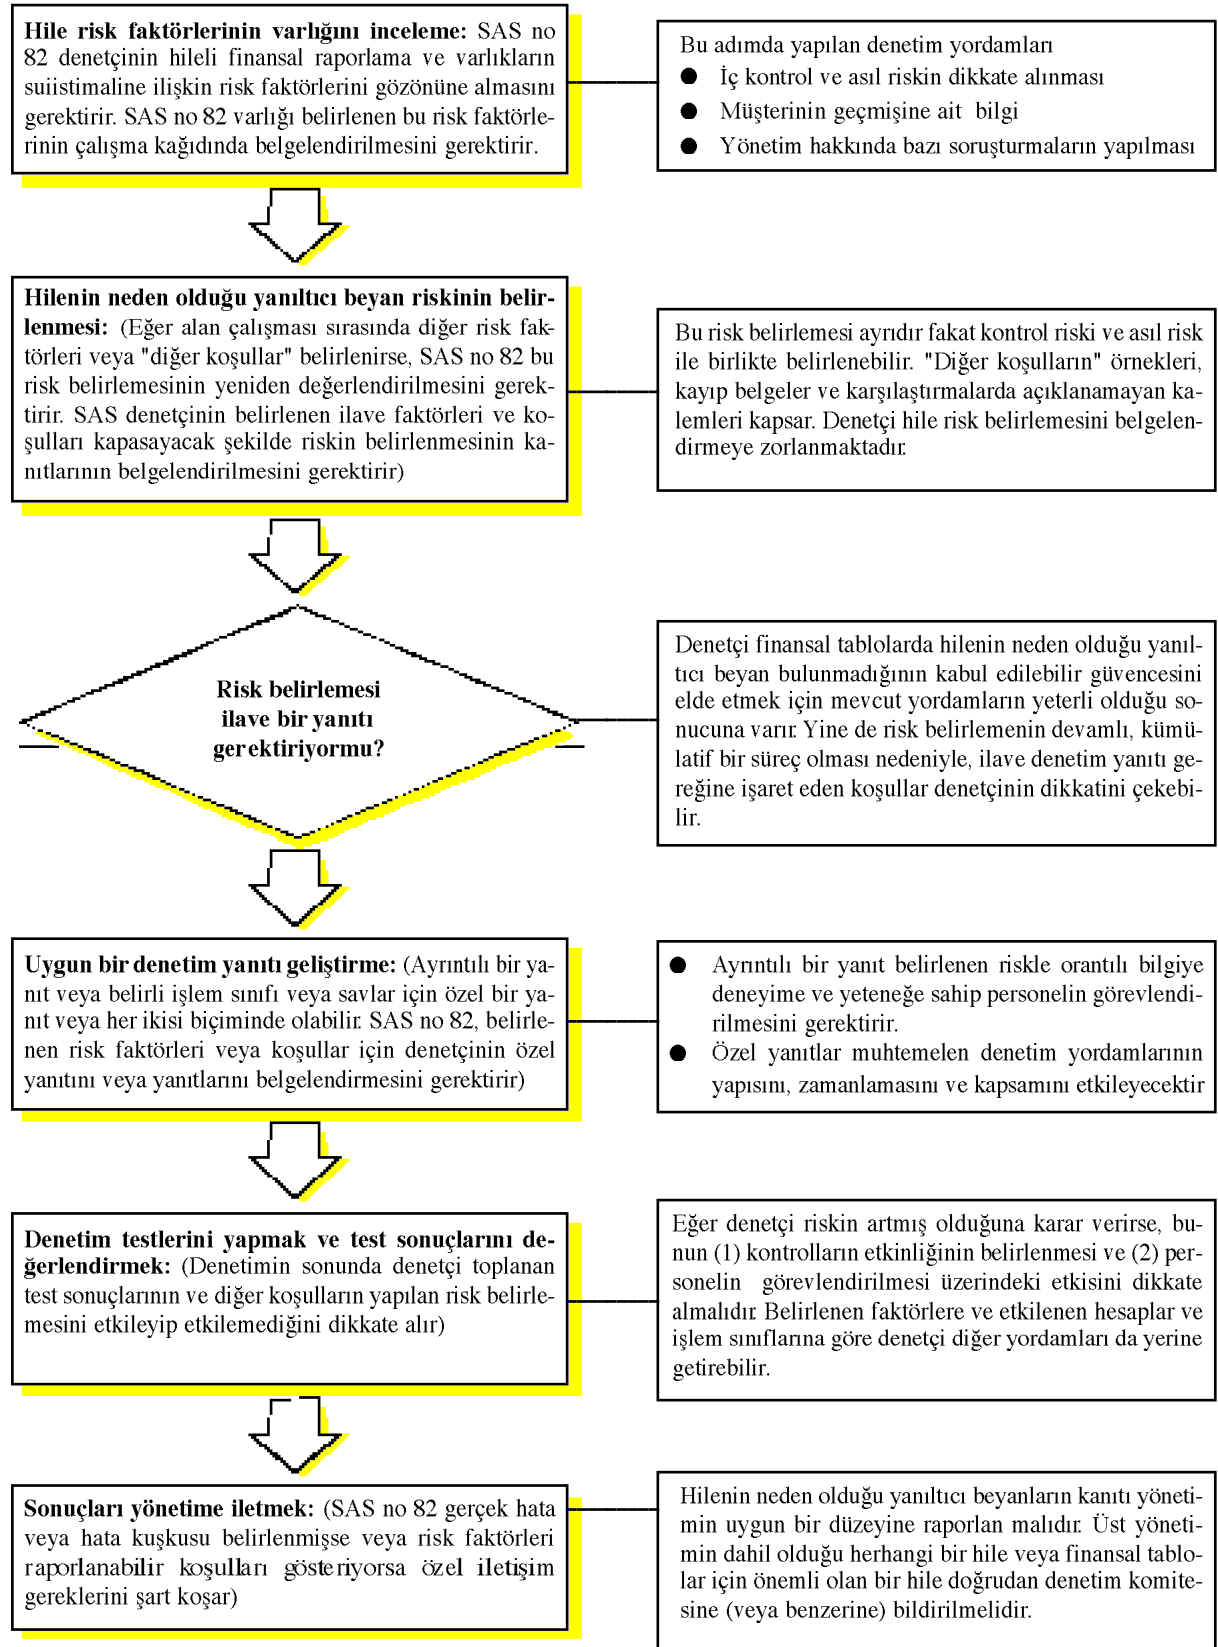 Hile risk faktörlerinin varlığını inceleme: SAS no
82 denetçinin hileli finansal raporlama ve varlıkların
suiistimaline ilişkin risk faktörlerini gözönüne almasını
gerektirir. SAS no 82 varlığı belirlenen bu risk faktörle-
rinin çalışma kağıdında belgelendirilmesini gerektirir.
Bu adımda yapılan denetim yordamları
● İç kontrol ve asıl riskin dikkate alınması
● Müşterinin geçmişine ait bilgi
● Yönetim hakkında bazı soruşturmaların yapılması
Hilenin neden olduğu yanıltıcı beyan riskinin belir-
lenmesi: (Eğer alan çalışması sırasında diğer risk fak-
törleri veya "diğer koşullar" belirlenirse, SAS no 82 bu
risk belirlemesinin yeniden değerlendirilmesini gerek-
tirir. SAS denetçinin belirlenen ilave faktörleri ve ko-
şulları kapasayacak şekilde riskin belirlenmesinin ka-
nıtlarının belgelendirilmesini gerektirir)
Bu risk belirlemesi ayrıdır fakat kontrol riski ve asıl risk
ile birlikte belirlenebilir. "Diğer koşulların" örnekleri,
kayıp belgeler ve karşılaştırmalarda açıklanamayan ka-
lemleri kapsar. Denetçi hile risk belirlemesini belgelen-
dirmeye zorlanmaktadır.
Risk belirlemesi
ilave bir yanıtı
gerektiriyormu?
Denetçi finansal tablolarda hilenin neden olduğu yanıl-
tıcı beyan bulunmadığının kabul edilebilir güvencesini
elde etmek için mevcut yordamların yeterli olduğu so-
nucuna varır. Yine de risk belirlemenin devamlı, kümü-
latif bir süreç olması nedeniyle, ilave denetim yanıtı ge-
reğine işaret eden koşullar denetçinin dikkatini çekebi-
lir.
Uygun bir denetim yanıtı geliştirme: (Ayrıntılı bir ya-
nıt veya belirli işlem sınıfı veya savlar için özel bir ya-
nıt veya her ikisi biçiminde olabilir. SAS no 82, belirle-
nen risk faktörleri veya koşullar için denetçinin özel
yanıtını veya yanıtlarını belgelendirmesini gerektirir)
● Ayrıntılı bir yanıt belirlenen riskle orantılı bilgiye
deneyime ve yeteneğe sahip personelin görevlendi-
rilmesini gerektirir.
● Özel yanıtlar muhtemelen denetim yordamlarının
yapısını, zamanlamasını ve kapsamını etkileyecektir
Denetim testlerini yapmak ve test sonuçlarını de-
ğerlendirmek: (Denetimin sonunda denetçi toplanan
test sonuçlarının ve diğer koşulların yapılan risk belirle-
mesini etkileyip etkilemediğini dikkate alır)
Eğer denetçi riskin artmış olduğuna karar verirse, bu-
nun (1) kontrolların etkinliğinin belirlenmesi ve (2) per-
sonelin görevlendirilmesi üzerindeki etkisini dikkate
almalıdır. Belirlenen faktörlere ve etkilenen hesaplar ve
işlem sınıflarına göre denetçi diğer yordamları da yerine
getirebilir.
Sonuçları yönetime iletmek: (SAS no 82 gerçek hata
veya hata kuşkusu belirlenmişse veya risk faktörleri
raporlanabilir koşulları gösteriyorsa özel iletişim
gereklerini şart koşar)
Hilenin neden olduğu yanıltıcı beyanların kanıtı yöneti-
min uygun bir düzeyine raporlan malıdır. Üst yöneti-
min dahil olduğu herhangi bir hile veya finansal tablo-
lar için önemli olan bir hile doğrudan denetim komite-
sine (veya benzerine) bildirilmelidir.